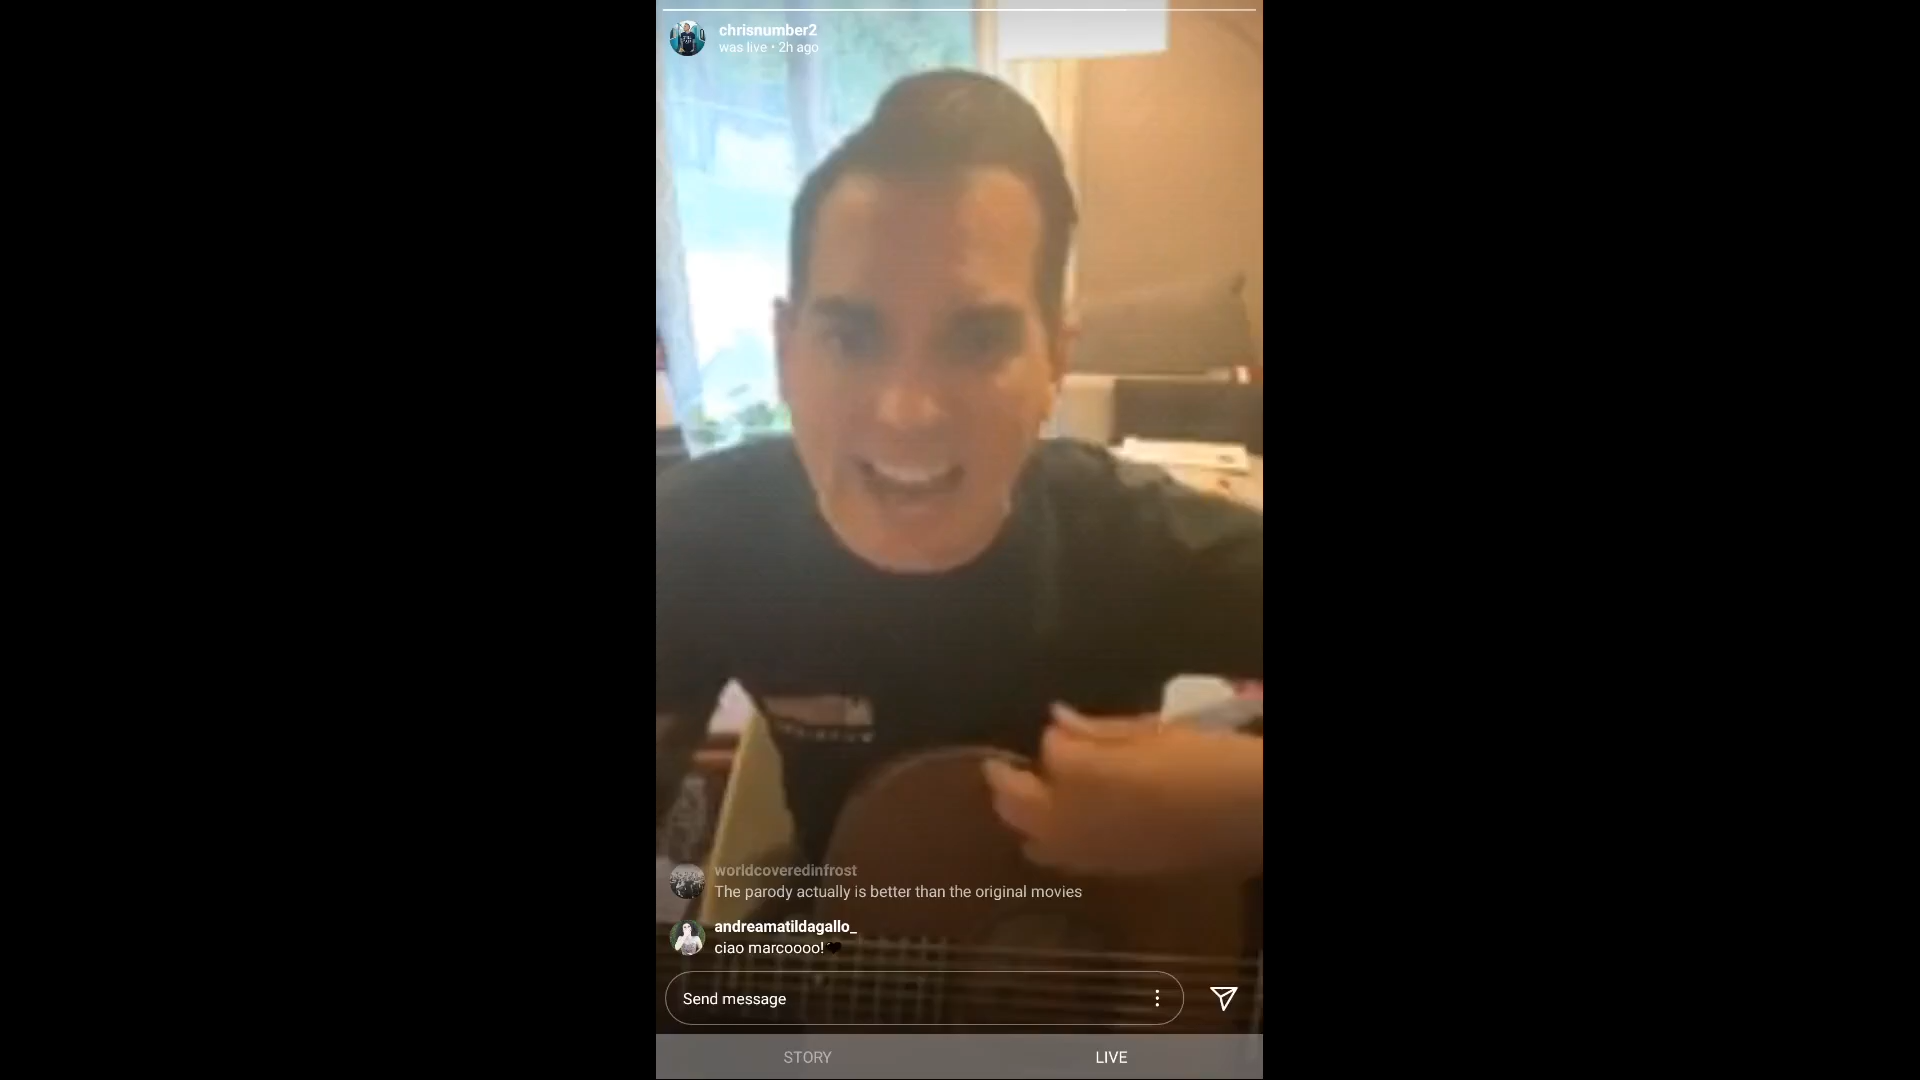 chrisnumber2
was live • 2h ago
worldcoveredinfrost
The parody actually is better than the original movies
andreamatildagallo_
ciao marcoooo!🖤
Send message
STORY
LIVE